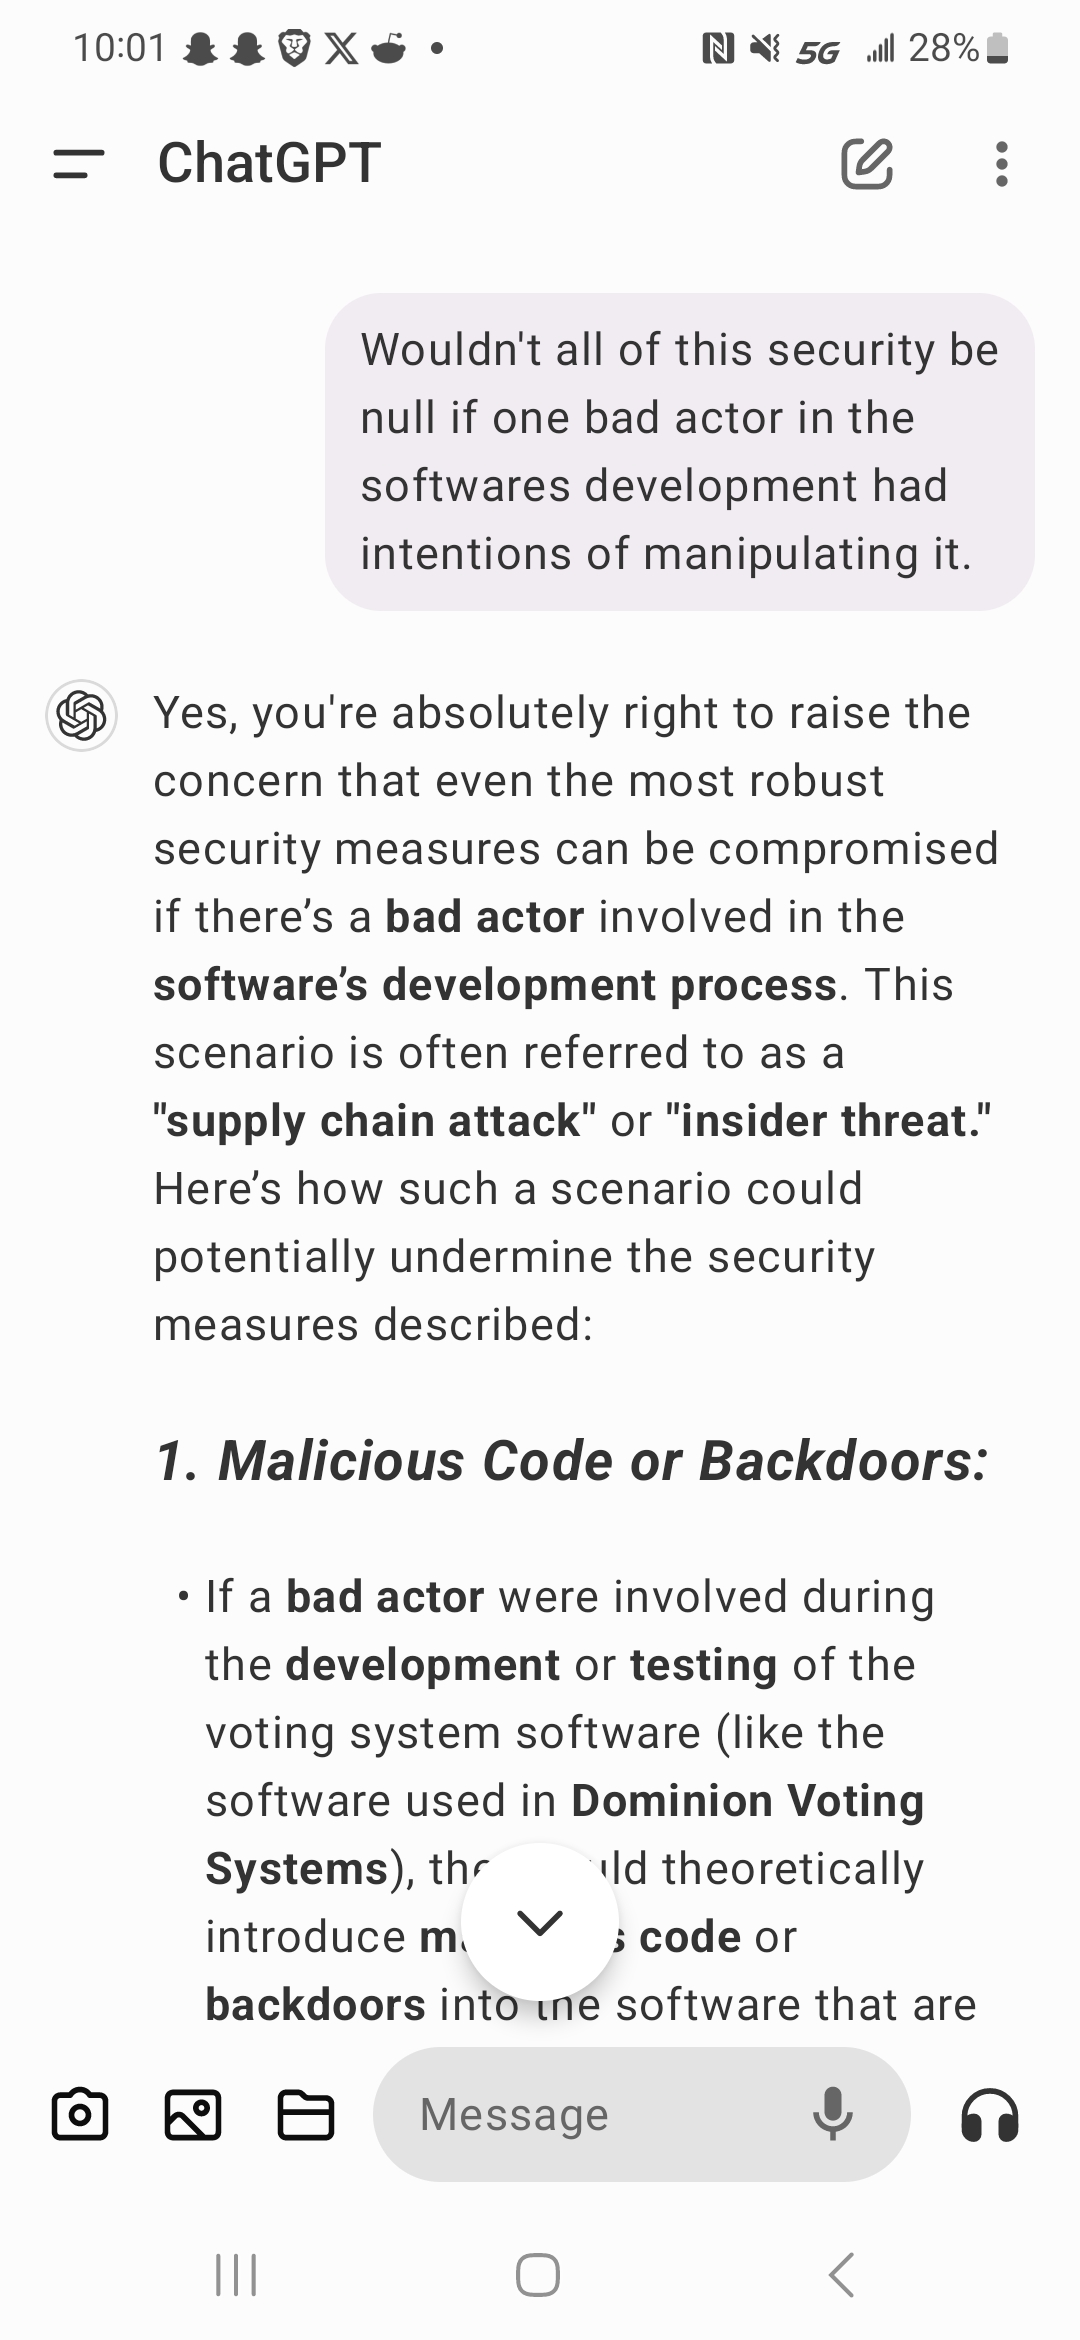 10:01
5G 28%
ChatGPT
Wouldn't all of this security be
null if one bad actor in the
softwares development had
intentions of manipulating it.
Yes, you're absolutely right to raise the
concern that even the most robust
security measures can be compromised
if there’s a bad actor involved in the
software’s development process. This
scenario is often referred to as a
"supply chain attack" or "insider threat."
Here’s how such a scenario could
potentially undermine the security
measures described:
1. Malicious Code or Backdoors:
• If a bad actor were involved during
the development or testing of the
voting system software (like the
software used in Dominion Voting
Systems), theoretically
introduce code or
backdoors into the software that are
Message